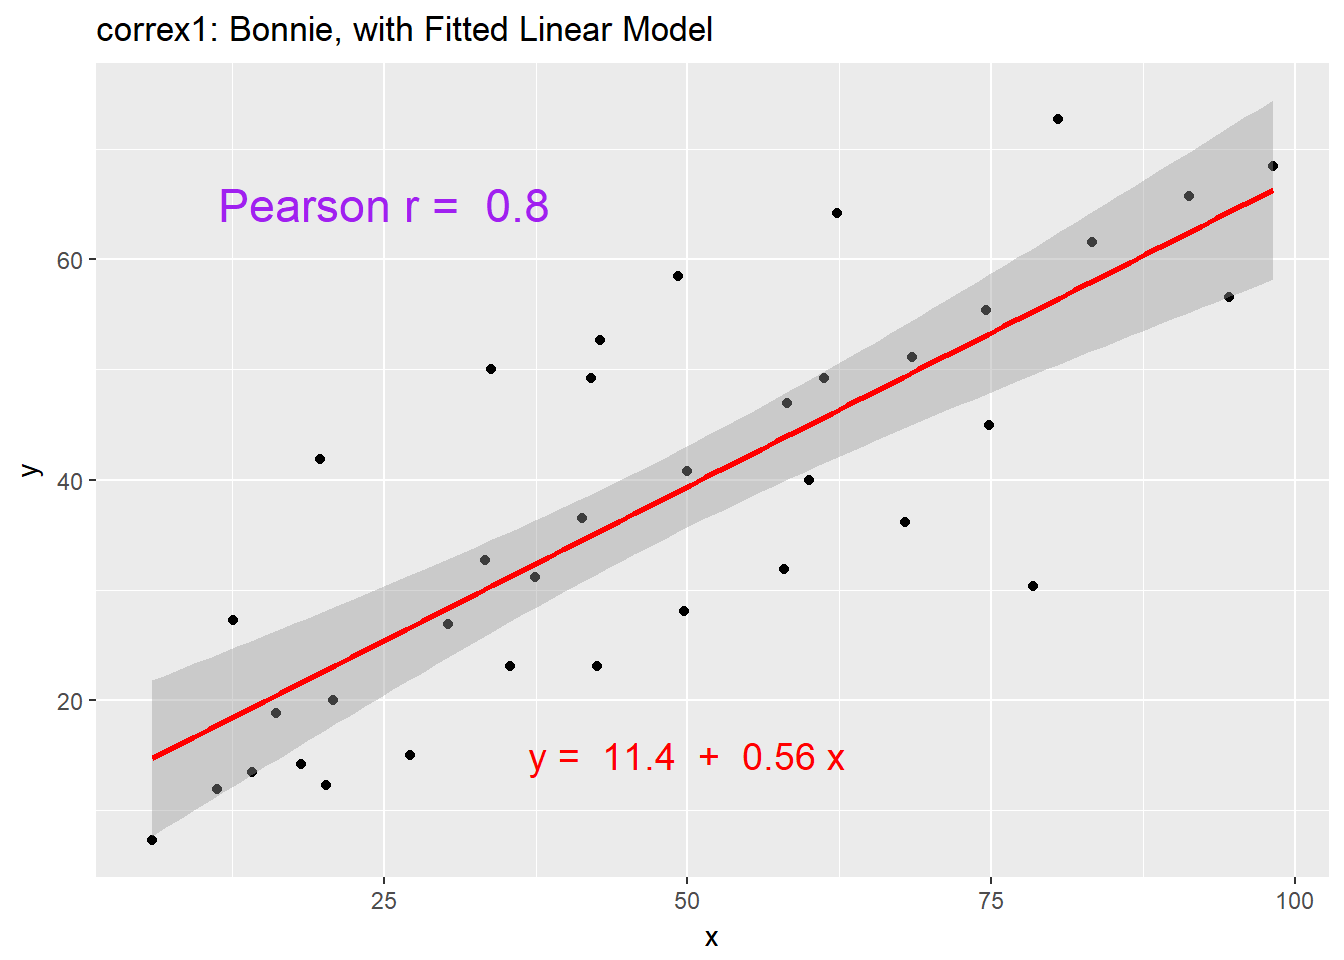 correx1: Bonnie, with Fitted Linear Model
Pearson r = 0.8
60
y
40
20
y = 11.4 + 0.56 x
25 50 75 100
x